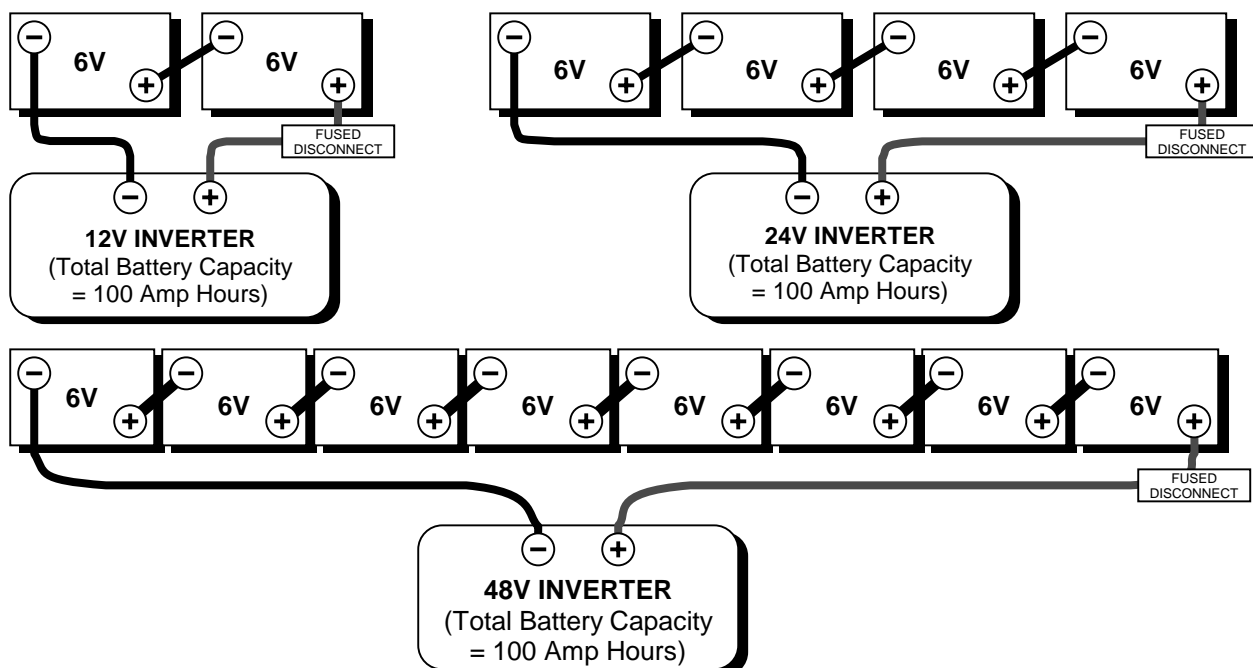 − 6V + − 6V +
FUSED
DISCONNECT
− +
12V INVERTER
(Total Battery Capacity
= 100 Amp Hours)
− 6V + − 6V + − 6V + − 6V +
FUSED
DISCONNECT
− +
24V INVERTER
(Total Battery Capacity
= 100 Amp Hours)
− 6V + − 6V + − 6V + − 6V + − 6V + − 6V + − 6V + − 6V +
FUSED
DISCONNECT
− +
48V INVERTER
(Total Battery Capacity
= 100 Amp Hours)